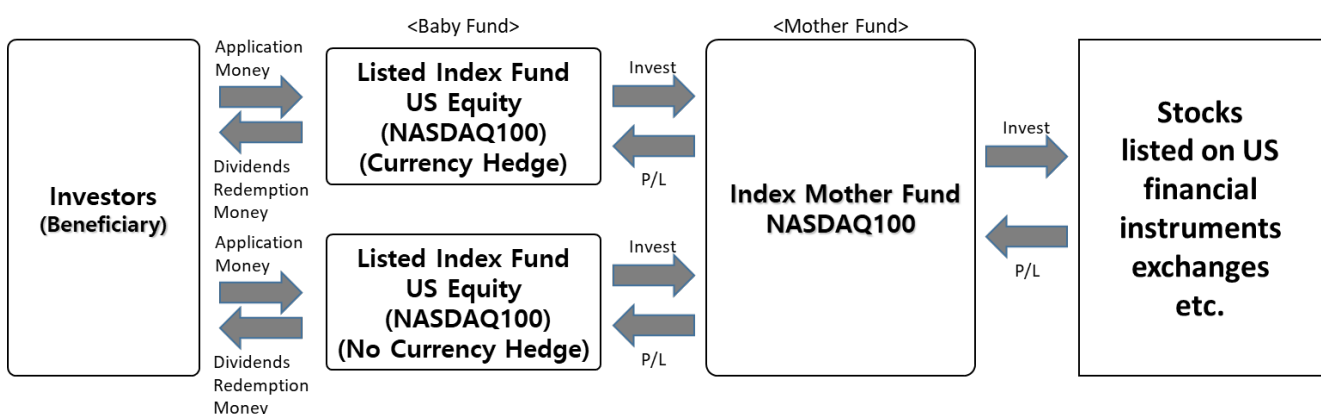 <Baby Fund>
<Mother Fund>
Investors
(Beneficiary)
Application
Money
Dividends
Redemption
Money
Application
Money
Dividends
Redemption
Money
Listed Index Fund
US Equity
(NASDAQ100)
(Currency Hedge)
Listed Index Fund
US Equity
(NASDAQ100)
(No Currency Hedge)
Invest
P/L
Invest
P/L
Index Mother Fund
NASDAQ100
Invest
P/L
Stocks
listed on US
financial
instruments
exchanges
etc.